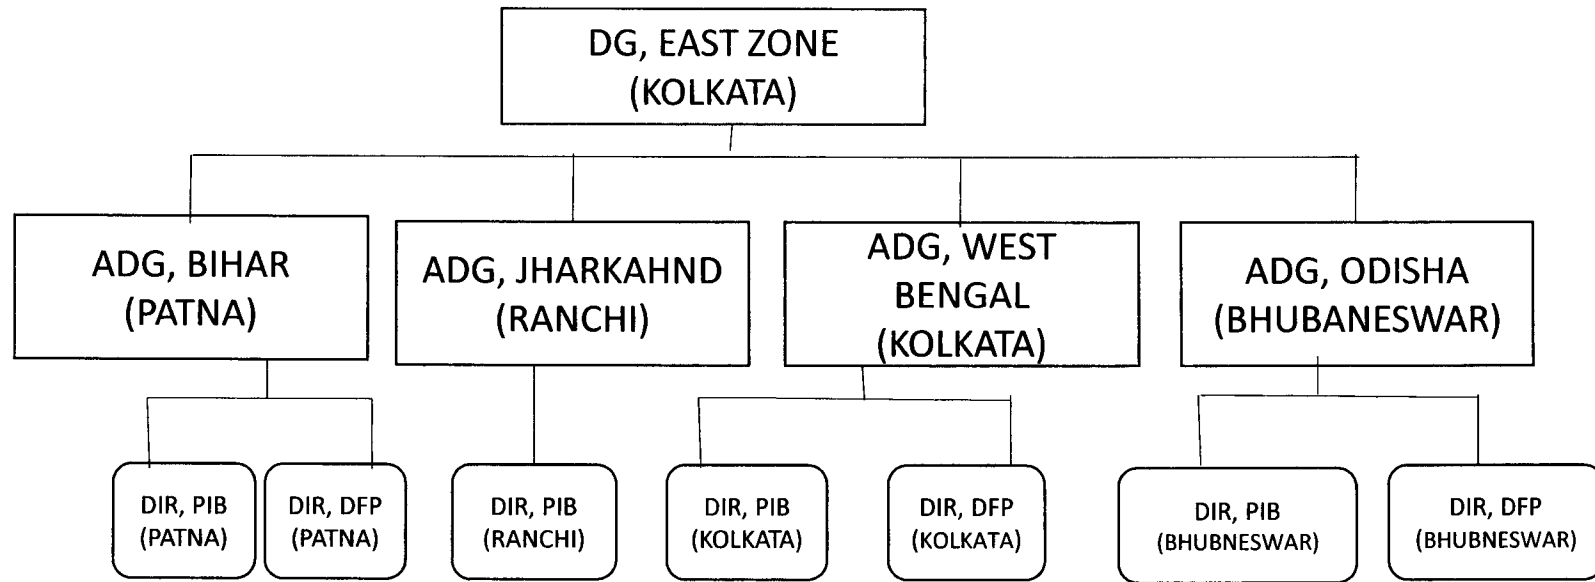 DG, EAST ZONE
(KOLKATA)
ADG, BIHAR
(PATNA)
ADG, JHARKAHND
(RANCHI)
ADG, WEST
BENGAL
(KOLKATA)
ADG, ODISHA
(BHUBANESWAR)
DIR, PIB
(PATNA)
DIR, DFP
(PATNA)
DIR, PIB
(RANCHI)
DIR, PIB
(KOLKATA)
DIR, DFP
(KOLKATA)
DIR, PIB
(BHUBNESWAR)
DIR, DFP
(BHUBNESWAR)